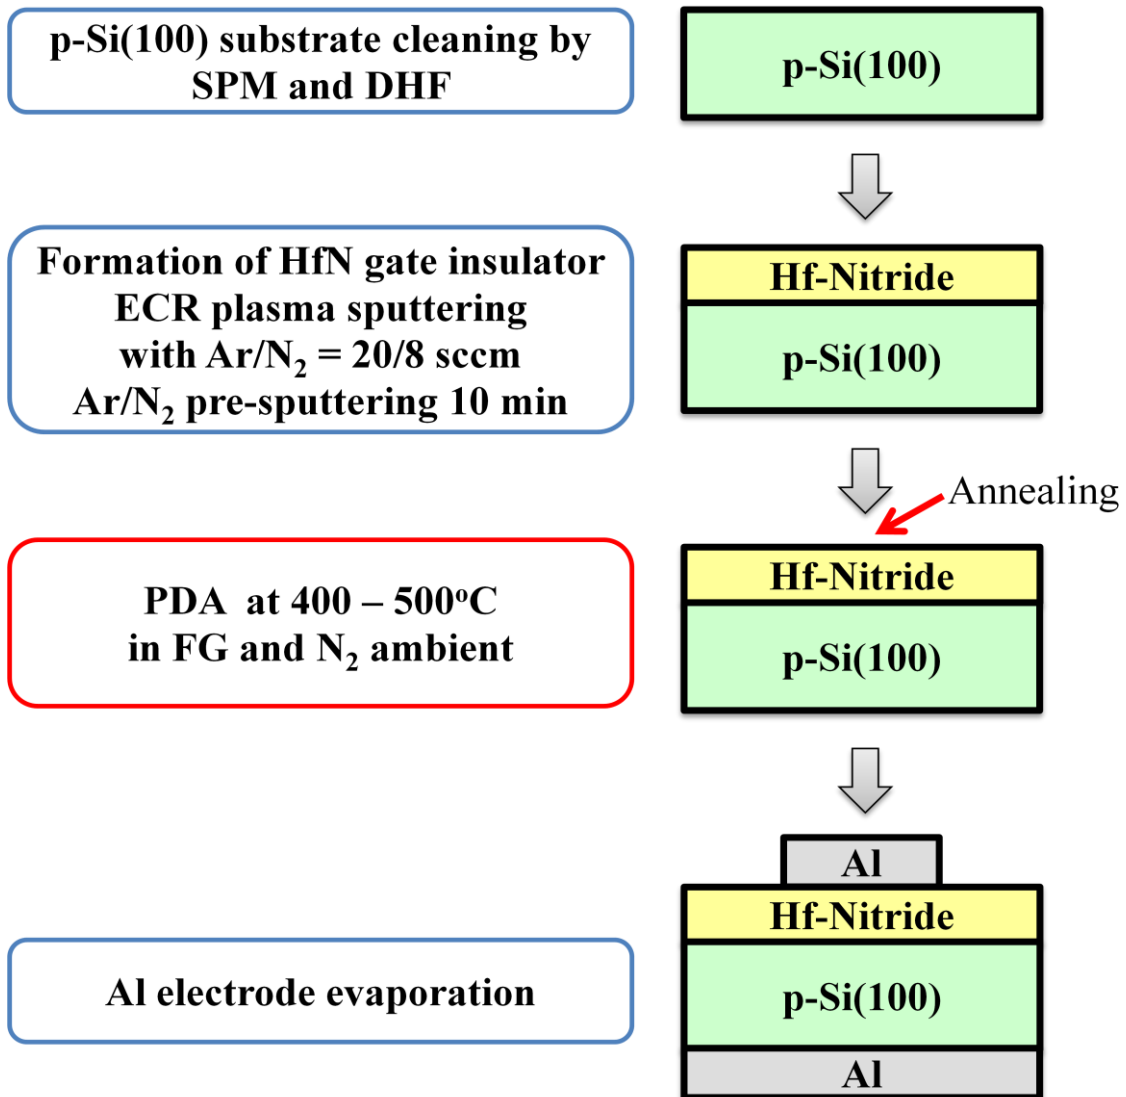 p-Si(100) substrate cleaning by
SPM and DHF
p-Si(100)
Formation of HfN gate insulator
ECR plasma sputtering
with Ar/N₂ = 20/8 sccm
Ar/N₂ pre-sputtering 10 min
Hf-Nitride
p-Si(100)
Annealing
PDA at 400 – 500ºC
in FG and N₂ ambient
Hf-Nitride
p-Si(100)
Al electrode evaporation
Al
Hf-Nitride
p-Si(100)
Al